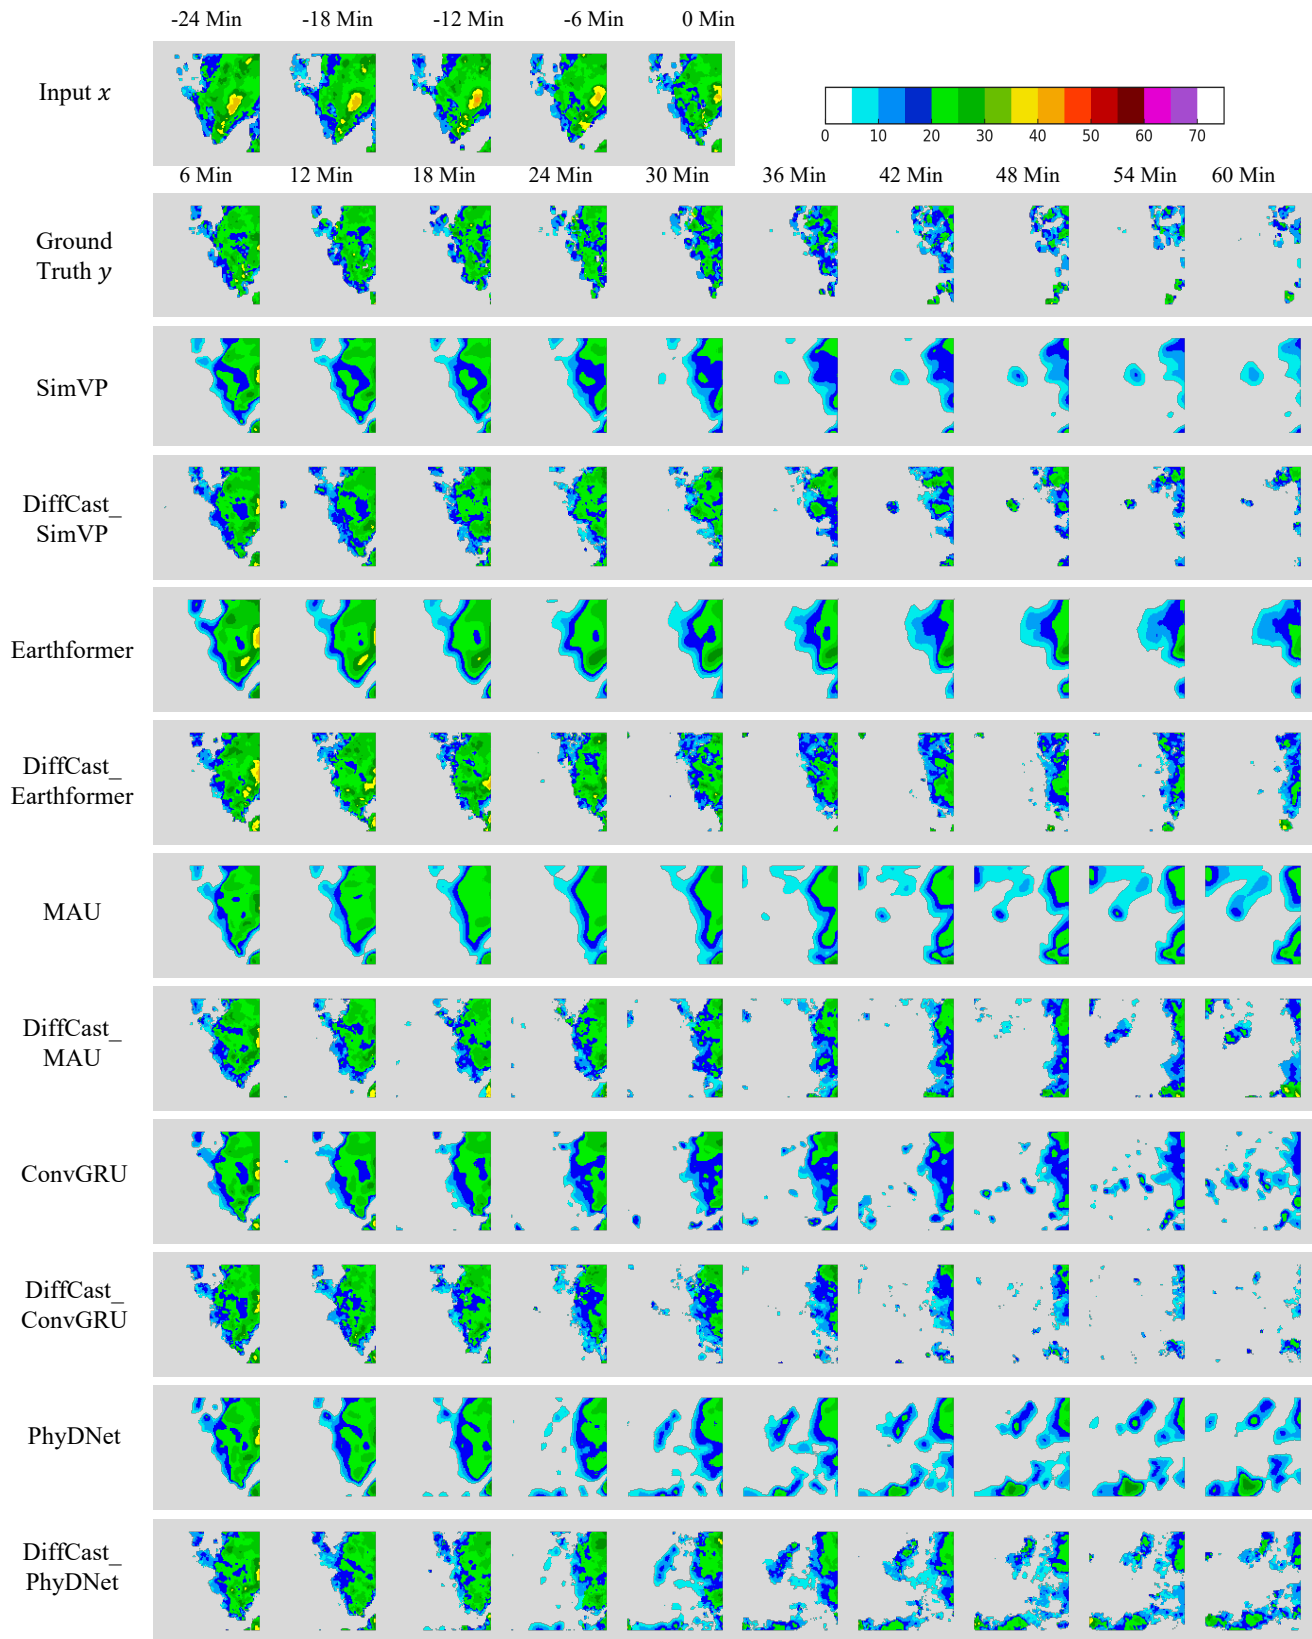 -24 Min -18 Min -12 Min -6 Min 0 Min
Input x
0 10 20 30 40 50 60 70
6 Min 12 Min 18 Min 24 Min 30 Min 36 Min 42 Min 48 Min 54 Min 60 Min
Ground
Truth y
SimVP
DiffCast_
SimVP
Earthformer
DiffCast_
Earthformer
MAU
DiffCast_
MAU
ConvGRU
DiffCast_
ConvGRU
PhyDNet
DiffCast_
PhyDNet